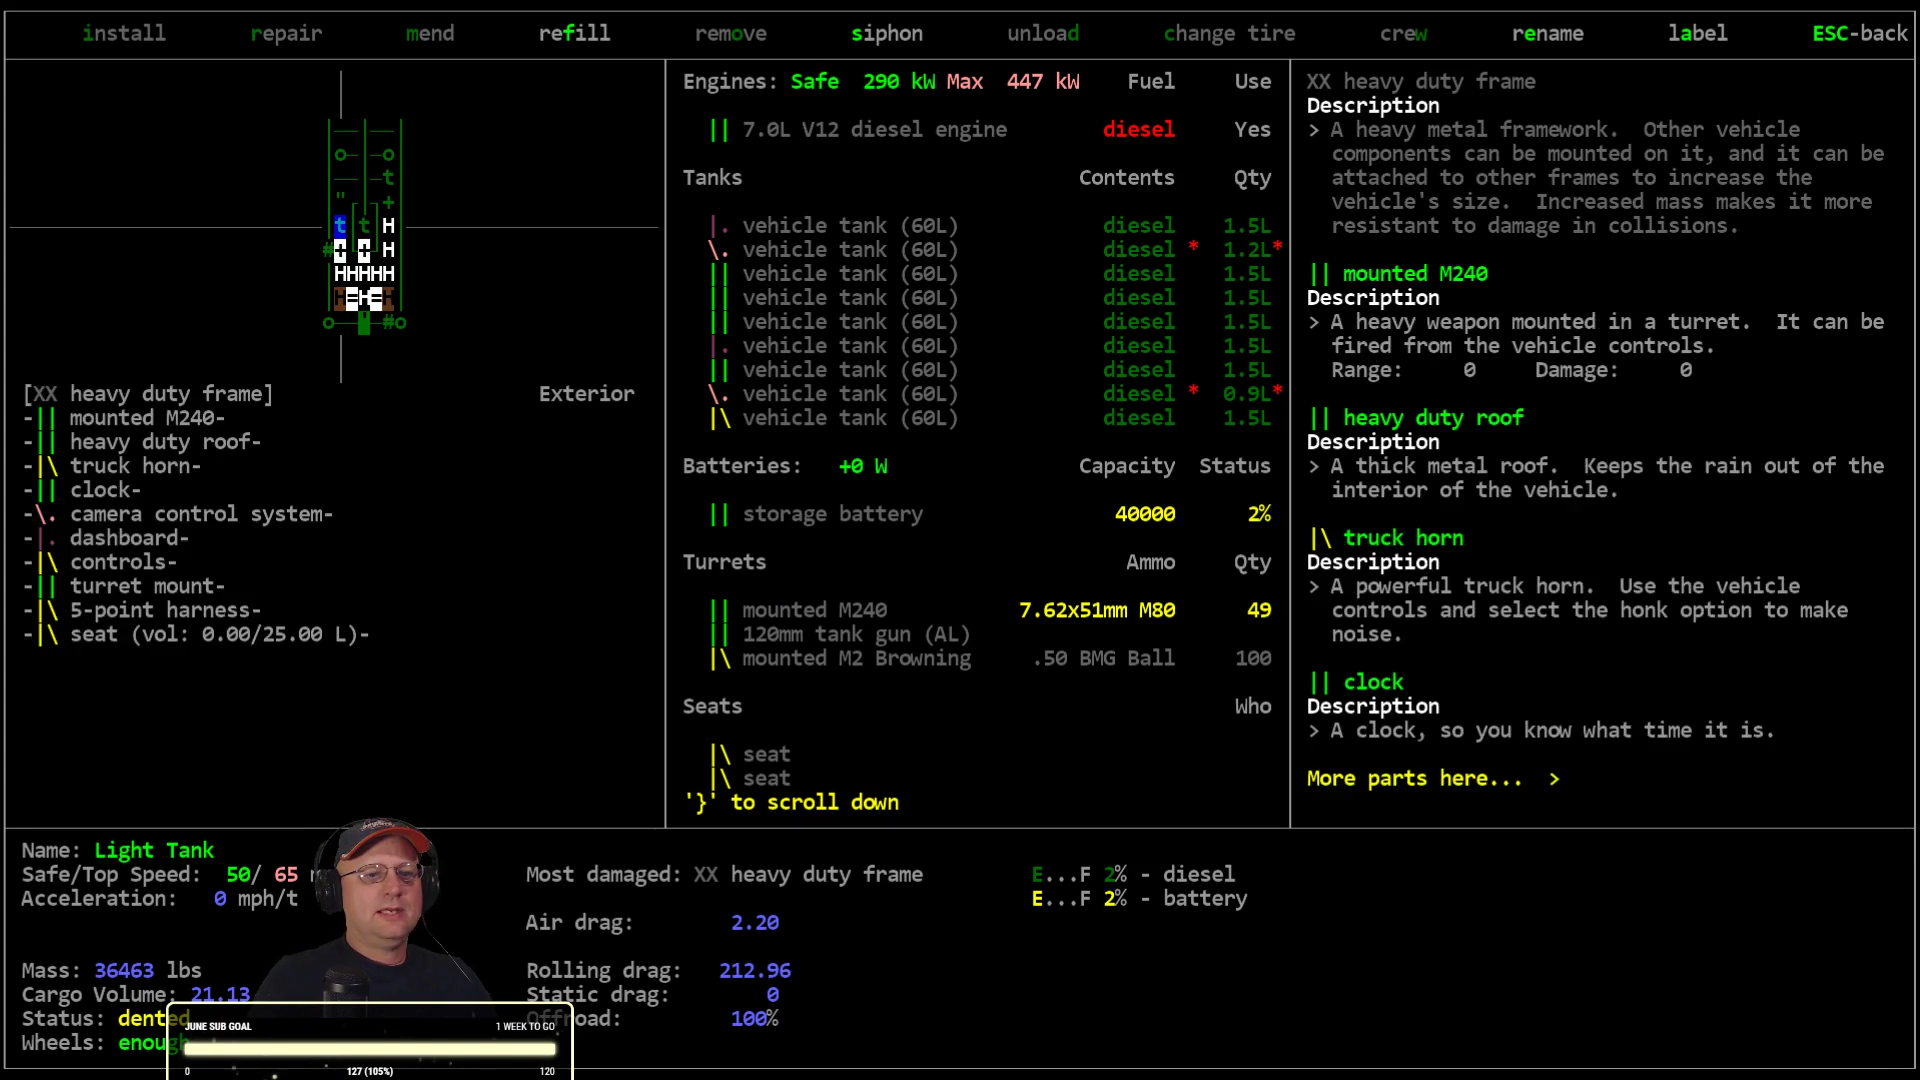 install repair mend refill remove siphon unload change tire crew rename label ESC-back
[XX heavy duty frame] Exterior
-|| mounted M240-
-|| heavy duty roof-
-|\ truck horn-
-|| clock-
-\. camera control system-
-|. dashboard-
-|\ controls-
-|| turret mount-
-|\ 5-point harness-
-|\ seat (vol: 0.00/25.00 L)-
Engines: Safe 290 kW Max 447 kW Fuel Use
|| 7.0L V12 diesel engine diesel Yes
Tanks Contents Qty
|. vehicle tank (60L) diesel 1.5L
\. vehicle tank (60L) diesel * 1.2L*
|| vehicle tank (60L) diesel 1.5L
|| vehicle tank (60L) diesel 1.5L
|| vehicle tank (60L) diesel 1.5L
|. vehicle tank (60L) diesel 1.5L
|| vehicle tank (60L) diesel 1.5L
\. vehicle tank (60L) diesel * 0.9L*
|\ vehicle tank (60L) diesel 1.5L
Batteries: +0 W Capacity Status
|| storage battery 40000 2%
Turrets Ammo Qty
|| mounted M240 7.62x51mm M80 49
|| 120mm tank gun (AL)
|\ mounted M2 Browning .50 BMG Ball 100
Seats Who
|\ seat
|\ seat
'}' to scroll down
XX heavy duty frame
Description
> A heavy metal framework. Other vehicle
components can be mounted on it, and it can be
attached to other frames to increase the
vehicle's size. Increased mass makes it more
resistant to damage in collisions.
|| mounted M240
Description
> A heavy weapon mounted in a turret. It can be
fired from the vehicle controls.
Range: 0 Damage: 0
|| heavy duty roof
Description
> A thick metal roof. Keeps the rain out of the
interior of the vehicle.
|\ truck horn
Description
> A powerful truck horn. Use the vehicle
controls and select the honk option to make
noise.
|| clock
Description
> A clock, so you know what time it is.
More parts here... >
Name: Light Tank
Safe/Top Speed: 50/ 65
Acceleration: 0 mph/t
Mass: 36463 lbs
Cargo Volume: 21.13
Status: dented
Wheels: enough
Most damaged: XX heavy duty frame
Air drag: 2.20
Rolling drag: 212.96
Static drag: 0
Offroad: 100%
E...F 2% - diesel
E...F 2% - battery
JUNE SUB GOAL 1 WEEK TO GO
0 127 (105%) 120